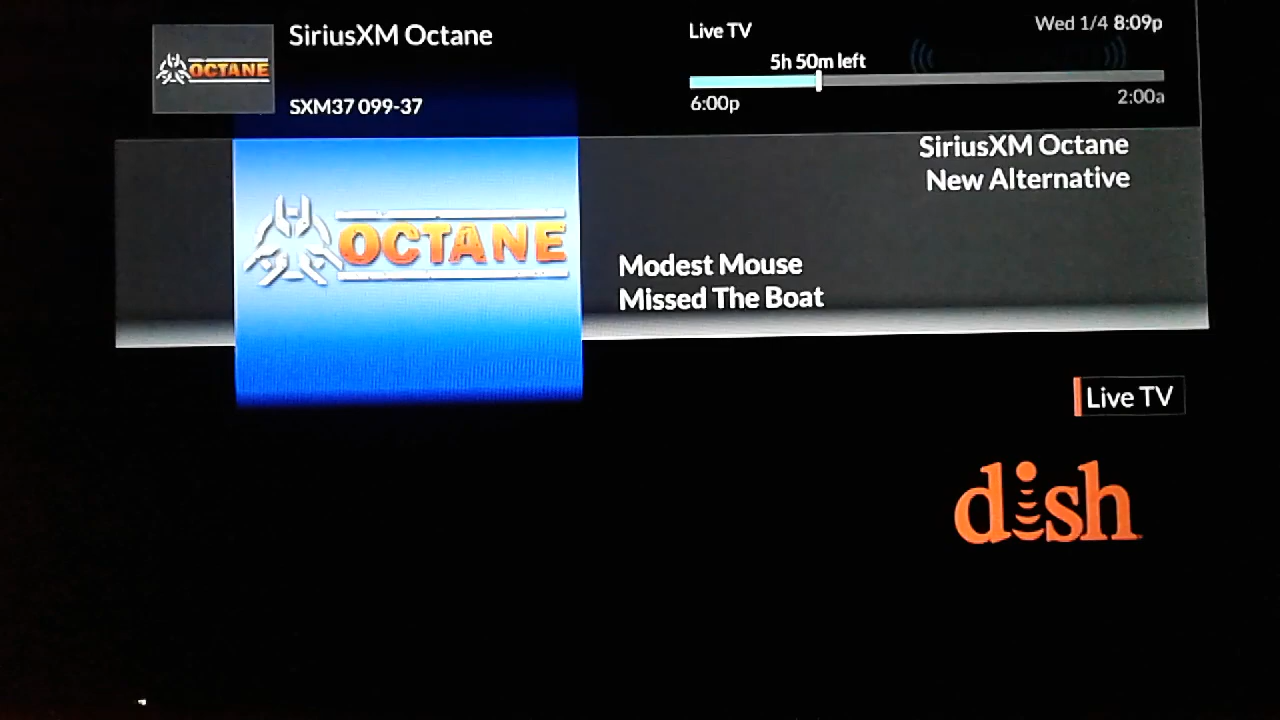 OCTANE
SiriusXM Octane
SXM37 099-37
Live TV
Wed 1/4 8:09p
5h 50m left
6:00p
2:00a
SiriusXM Octane
New Alternative
OCTANE
Modest Mouse
Missed The Boat
Live TV
dish